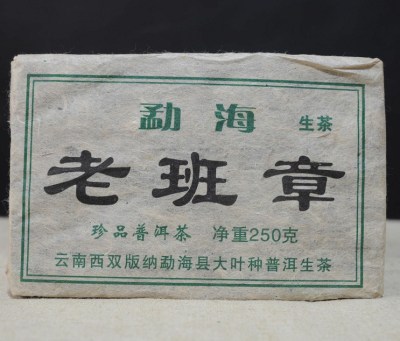 勐海 生茶
老班章
珍品普洱茶 净重250克
云南西双版纳勐海县大叶种普洱生茶